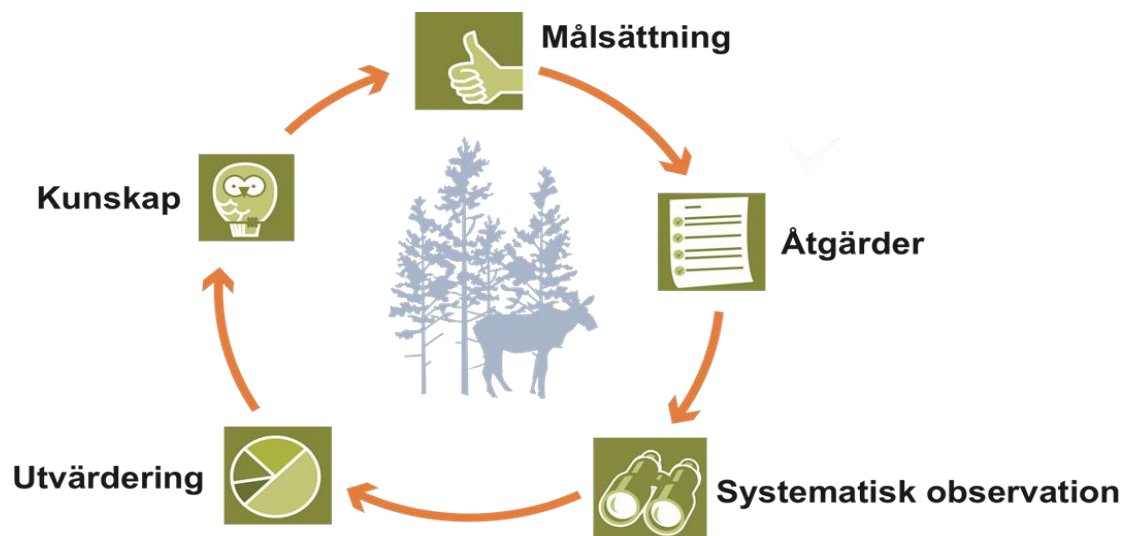 Målsättning
Åtgärder
Systematisk observation
Utvärdering
Kunskap